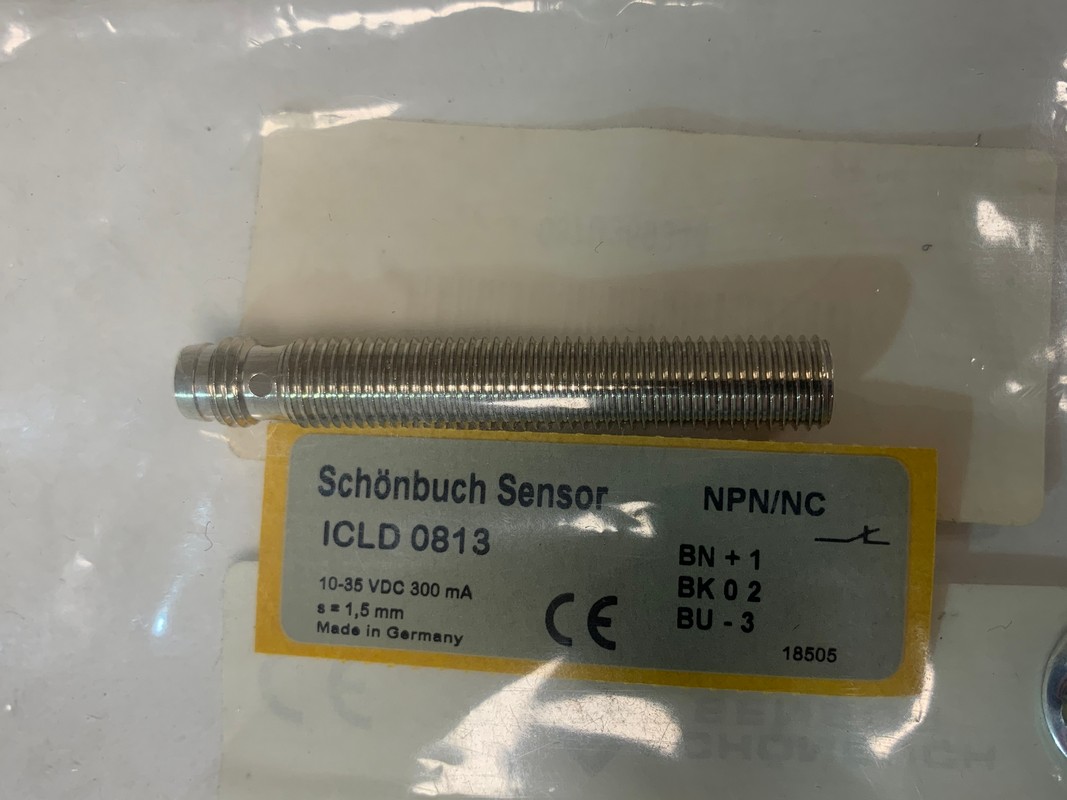 Schönbuch Sensor
ICLD 0813
10-35 VDC 300 mA
s = 1,5 mm
Made in Germany
CE
NPN/NC
BN + 1
BK 0 2
BU - 3
18505